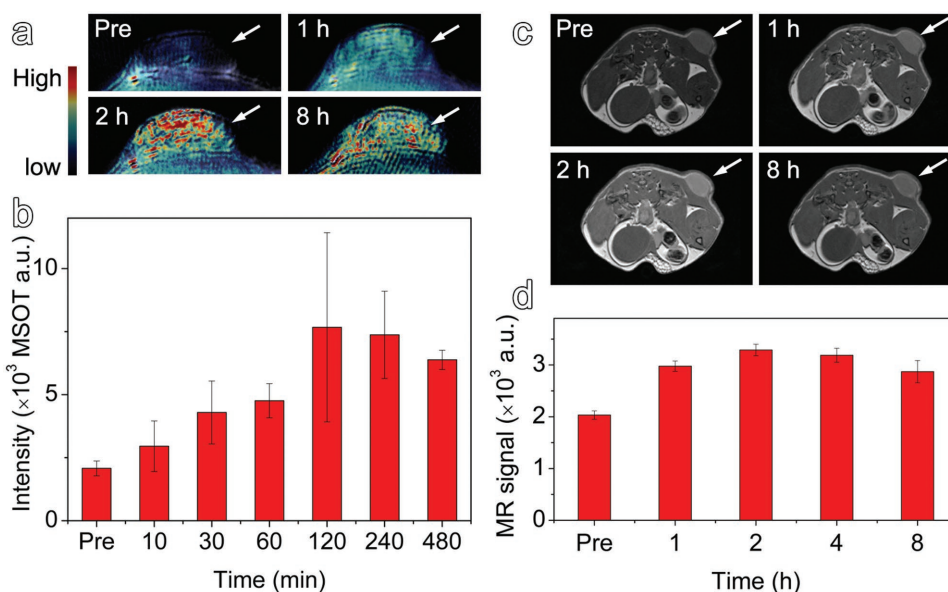 a
Pre
1 h
High
low
2 h
8 h
b
Intensity (×10³ MSOT a.u.)
10
5
0
Pre
10
30
60
120
240
480
Time (min)
c
Pre
1 h
2 h
8 h
d
MR signal (×10³ a.u.)
3
2
1
0
Pre
1
2
4
8
Time (h)